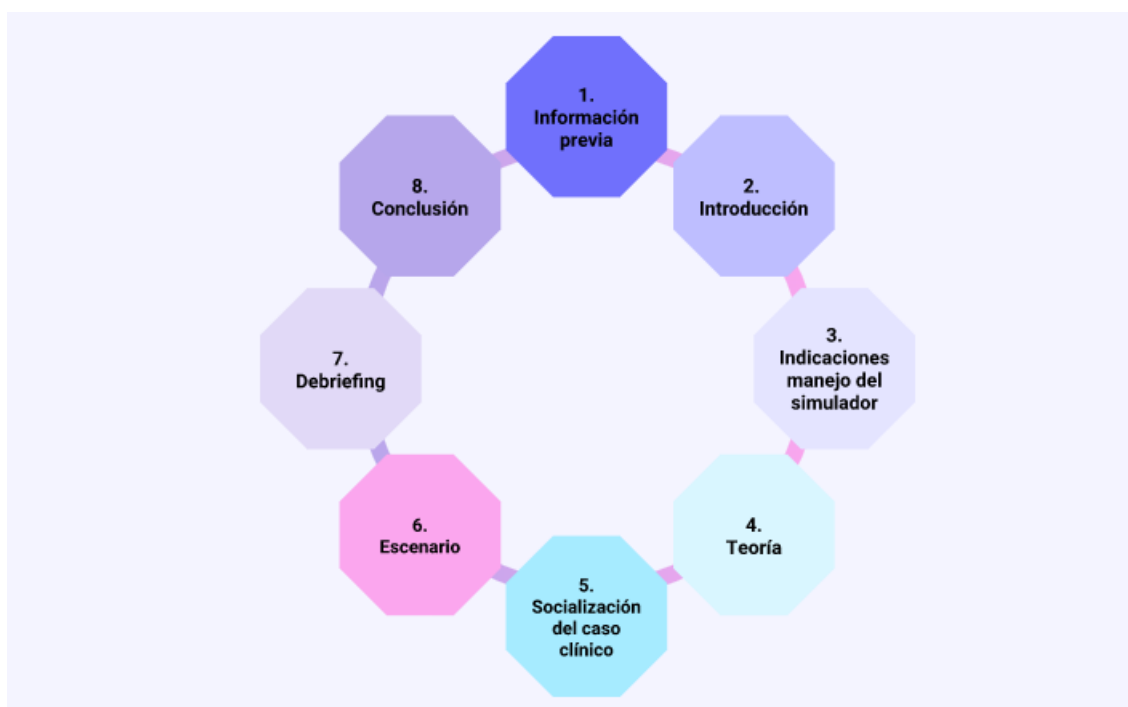 1.
Información
previa
2.
Introducción
3.
Indicaciones
manejo del
simulador
4.
Teoría
5.
Socialización
del caso
clínico
6.
Escenario
7.
Debriefing
8.
Conclusión